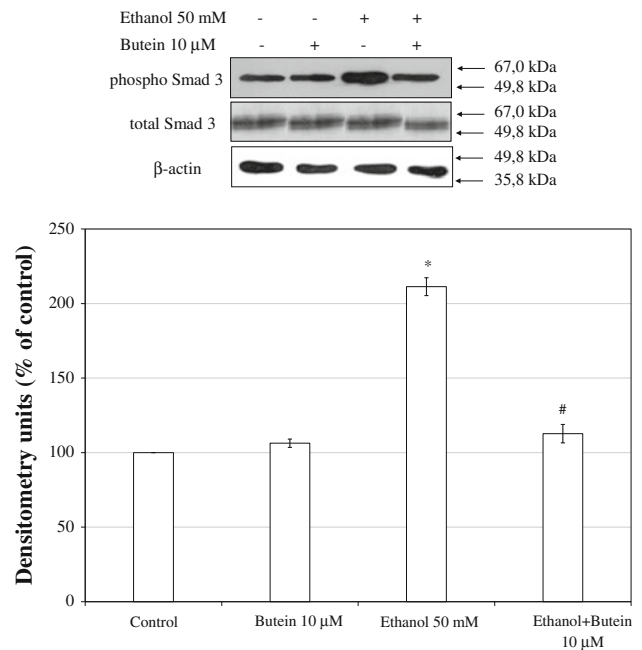 Ethanol 50 mM - - + +
Butein 10 µM - + - +
phospho Smad 3
67,0 kDa
49,8 kDa
total Smad 3
67,0 kDa
49,8 kDa
β-actin
49,8 kDa
35,8 kDa
Densitometry units (% of control)
250
200
150
100
50
0
*
#
Control
Butein 10 µM
Ethanol 50 mM
Ethanol+Butein
10 µM